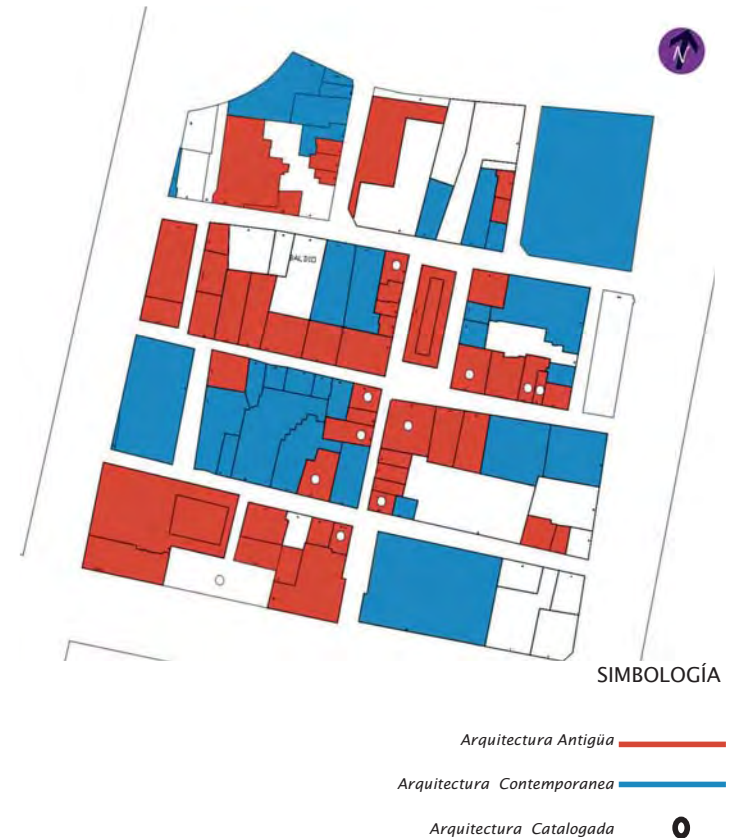 N
BALDIO
SIMBOLOGÍA
Arquitectura Antigüa
Arquitectura Contemporanea
Arquitectura Catalogada